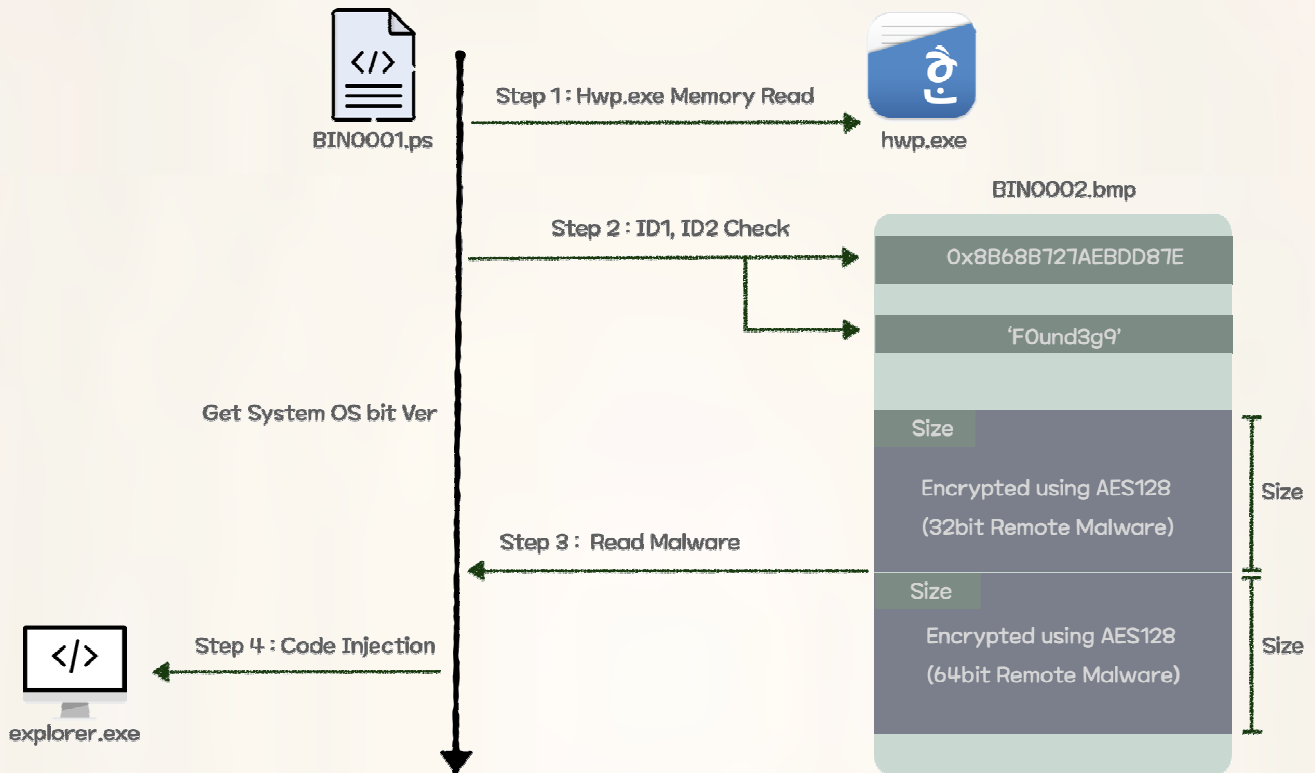 </>
Step 1 : Hwp.exe Memory Read
BIN0001.ps
hwp.exe
BIN0002.bmp
Step 2 : ID1, ID2 Check
0x8B68B727AEBDD87E
‘F0und3g9’
Get System OS bit Ver
Size
Encrypted using AES128
(32bit Remote Malware)
Size
Step 3 : Read Malware
Size
Encrypted using AES128
(64bit Remote Malware)
Size
Step 4 : Code Injection
</>
explorer.exe